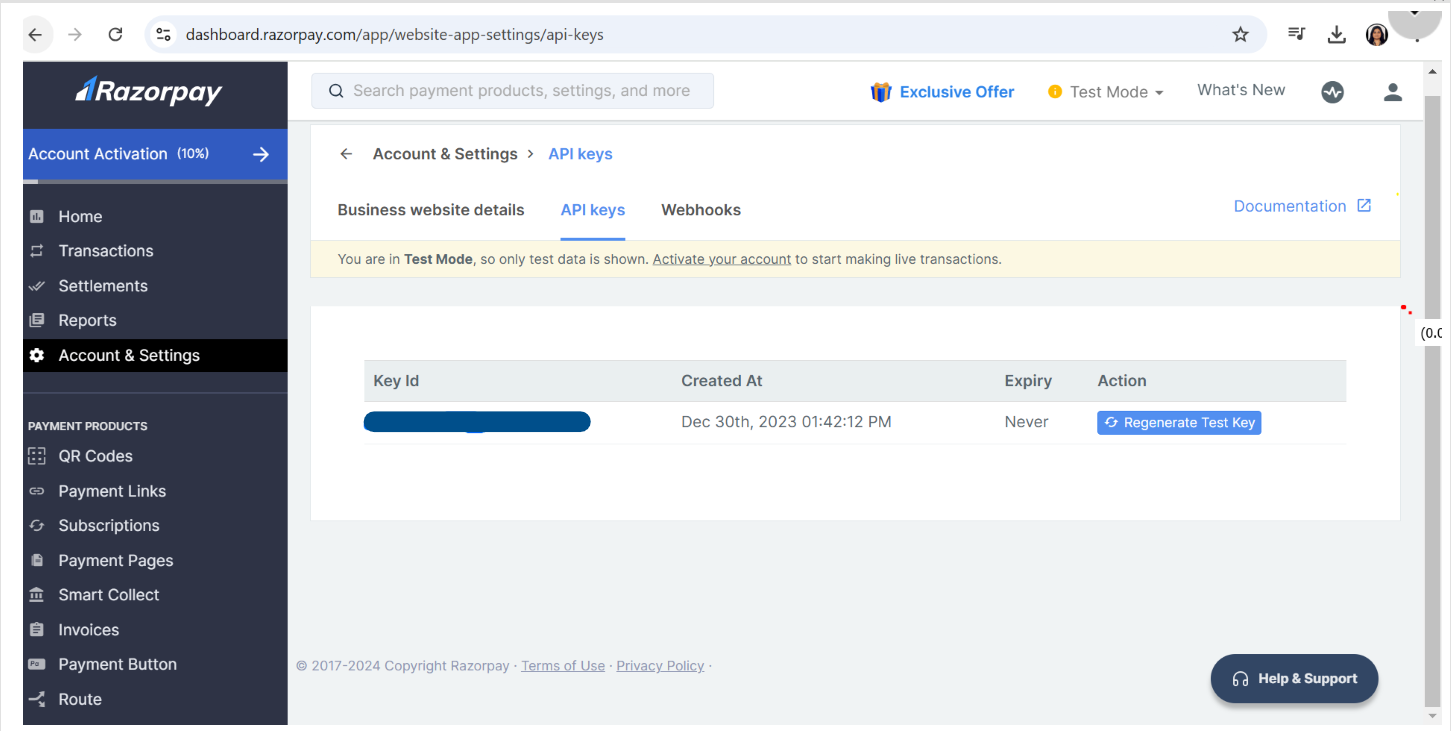 dashboard.razorpay.com/app/website-app-settings/api-keys
Razorpay
Search payment products, settings, and more
Exclusive Offer
Test Mode
What's New
Account Activation (10%)
Account & Settings > API keys
Business website details API keys Webhooks
Documentation
You are in Test Mode, so only test data is shown. Activate your account to start making live transactions.
Home
Transactions
Settlements
Reports
Account & Settings
PAYMENT PRODUCTS
QR Codes
Payment Links
Subscriptions
Payment Pages
Smart Collect
Invoices
Payment Button
Route
Key Id Created At Expiry Action
Dec 30th, 2023 01:42:12 PM Never Regenerate Test Key
© 2017-2024 Copyright Razorpay · Terms of Use · Privacy Policy ·
Help & Support